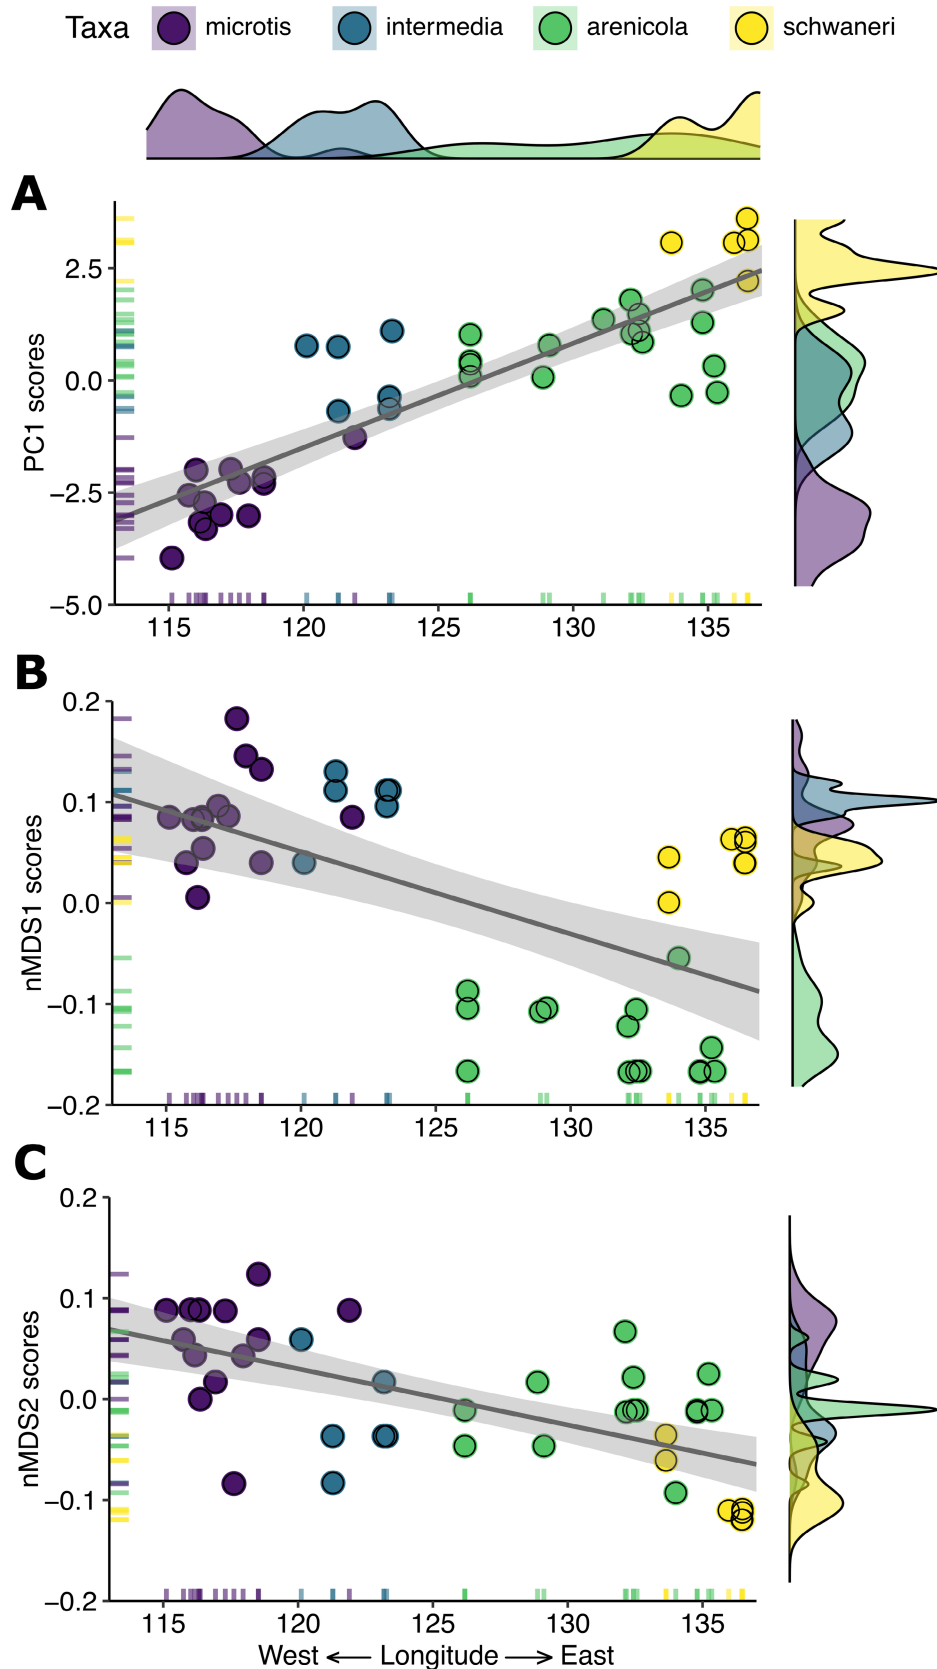 Taxa microtis intermedia arenicola schwaneri
A
PC1 scores
2.5
0.0
−2.5
−5.0
115 120 125 130 135
B
nMDS1 scores
0.2
0.1
0.0
−0.1
−0.2
115 120 125 130 135
C
nMDS2 scores
0.2
0.1
0.0
−0.1
−0.2
115 120 125 130 135
West ← Longitude → East